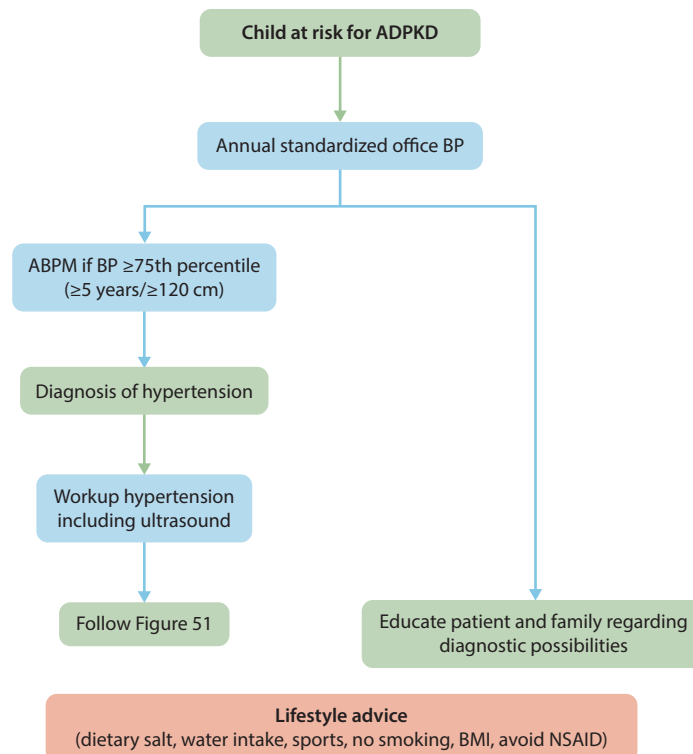 Child at risk for ADPKD
Annual standardized office BP
ABPM if BP ≥75th percentile
(≥5 years/≥120 cm)
Diagnosis of hypertension
Workup hypertension
including ultrasound
Follow Figure 51
Educate patient and family regarding
diagnostic possibilities
Lifestyle advice
(dietary salt, water intake, sports, no smoking, BMI, avoid NSAID)